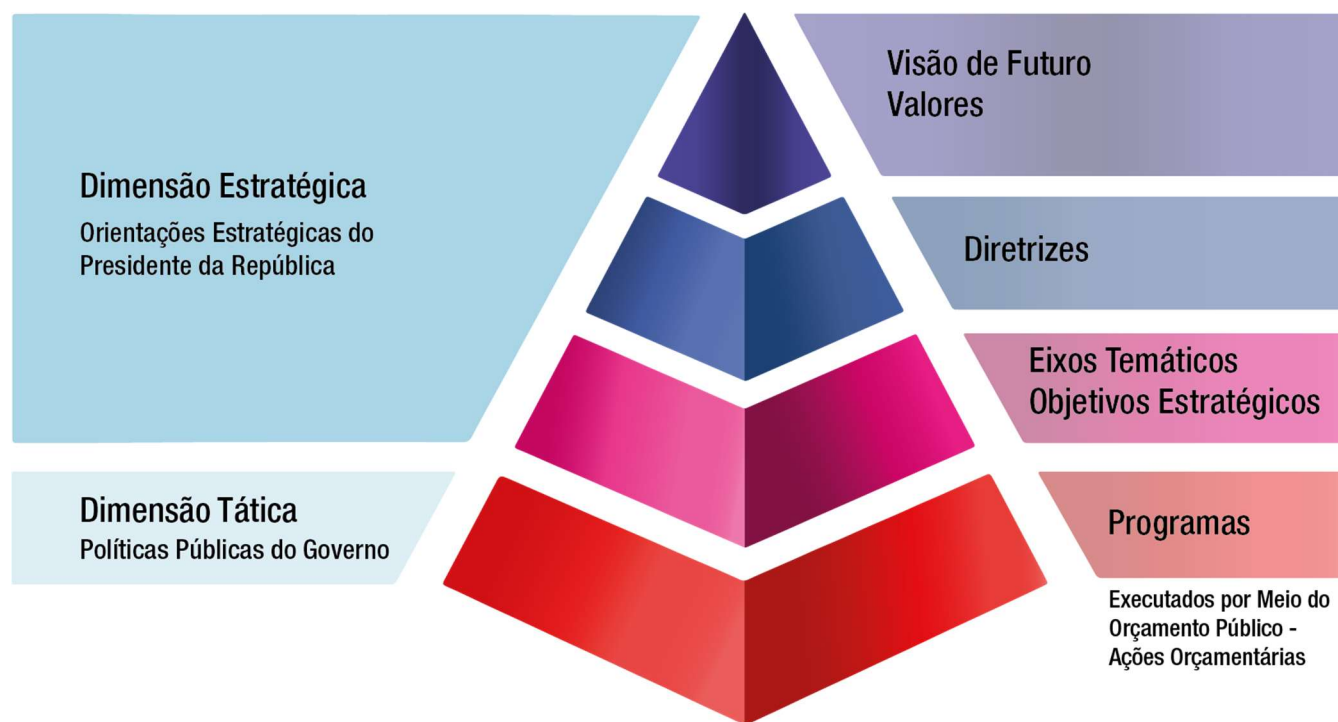 Dimensão Estratégica
Orientações Estratégicas do
Presidente da República
Dimensão Tática
Políticas Públicas do Governo
Visão de Futuro
Valores
Diretrizes
Eixos Temáticos
Objetivos Estratégicos
Programas
Executados por Meio do
Orçamento Público -
Ações Orçamentárias